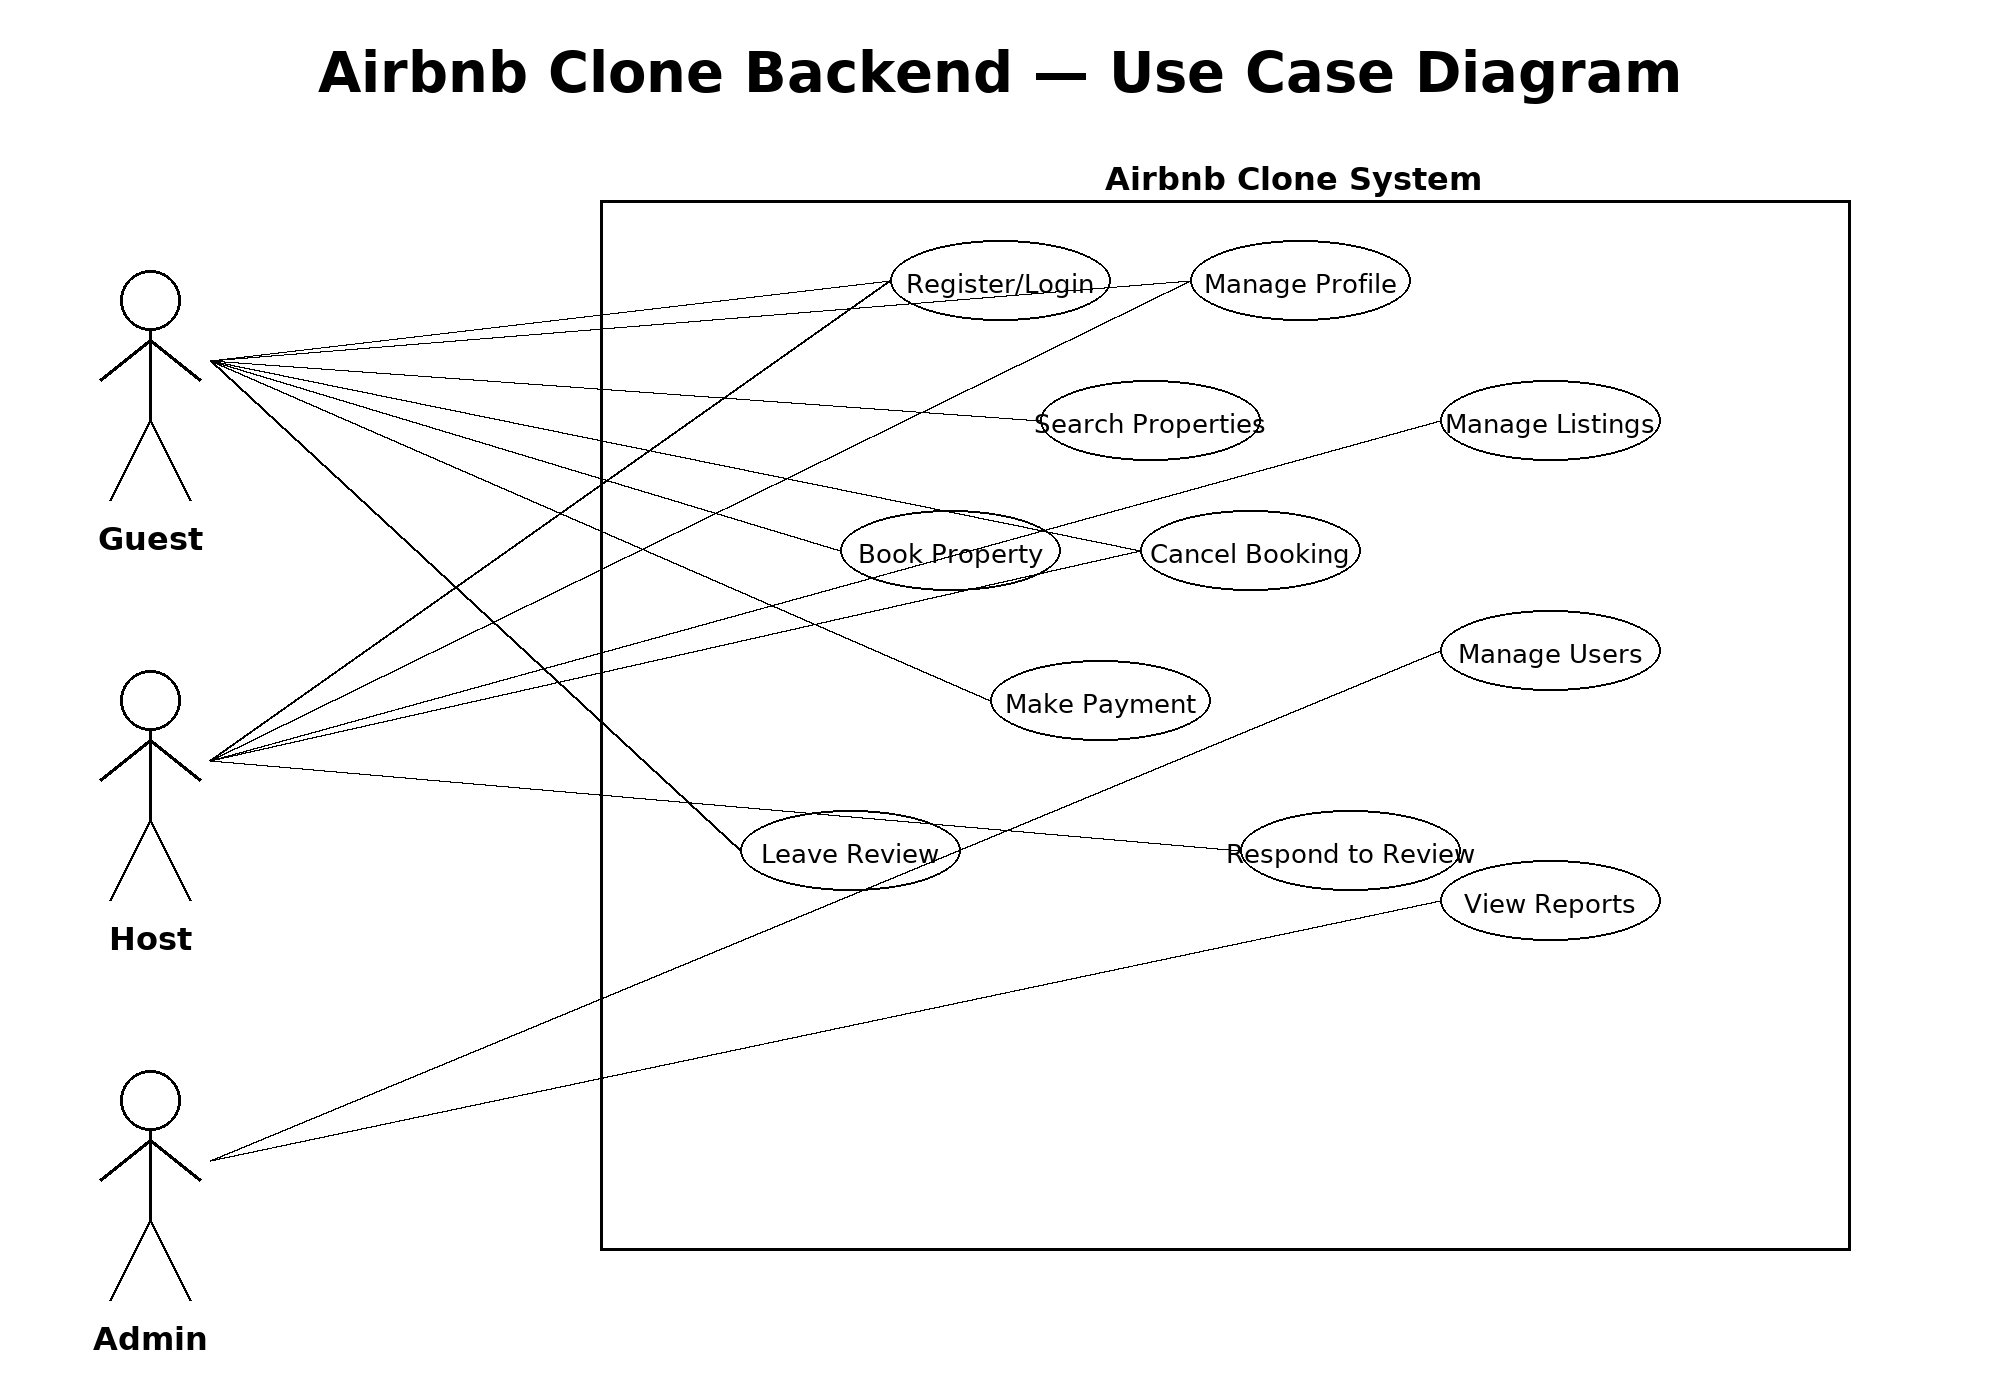 Airbnb Clone Backend — Use Case Diagram
Airbnb Clone System
Register/Login
Manage Profile
Search Properties
Manage Listings
Guest
Book Property
Cancel Booking
Manage Users
Make Payment
Leave Review
Respond to Review
View Reports
Host
Admin